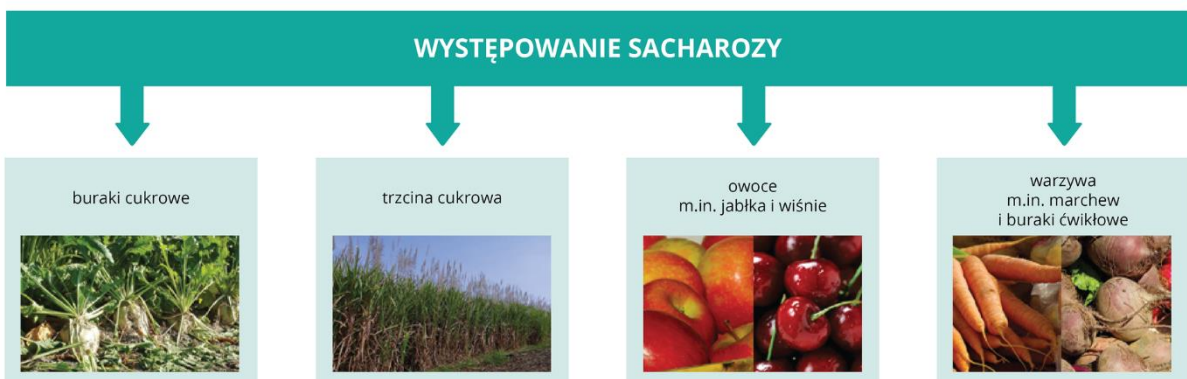 WYSTĘPOWANIE SACHAROZY
buraki cukrowe
trzcina cukrowa
owoce
m.in. jabłka i wiśnie
warzywa
m.in. marchew
i buraki ćwikłowe